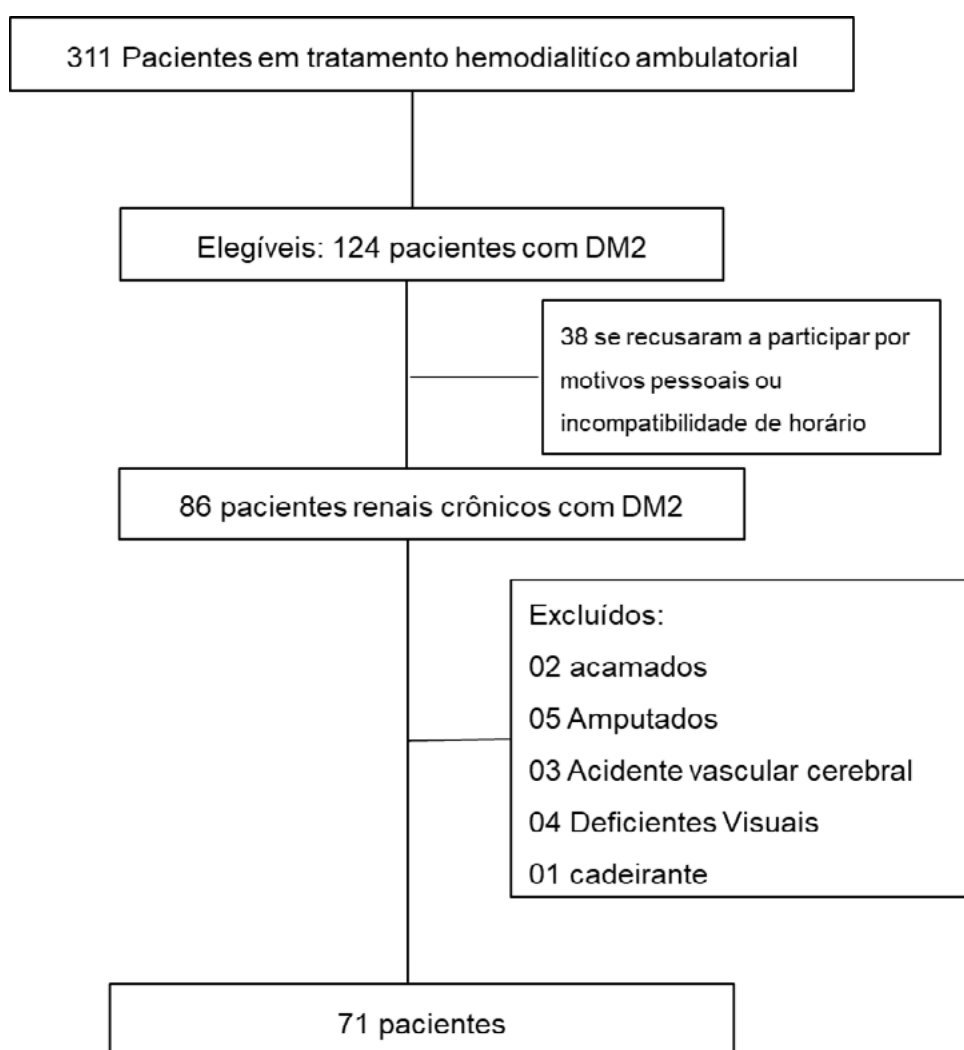 311 Pacientes em tratamento hemodialitíco ambulatorial
Elegíveis: 124 pacientes com DM2
38 se recusaram a participar por
motivos pessoais ou
incompatibilidade de horário
86 pacientes renais crônicos com DM2
Excluídos:
02 acamados
05 Amputados
03 Acidente vascular cerebral
04 Deficientes Visuais
01 cadeirante
71 pacientes